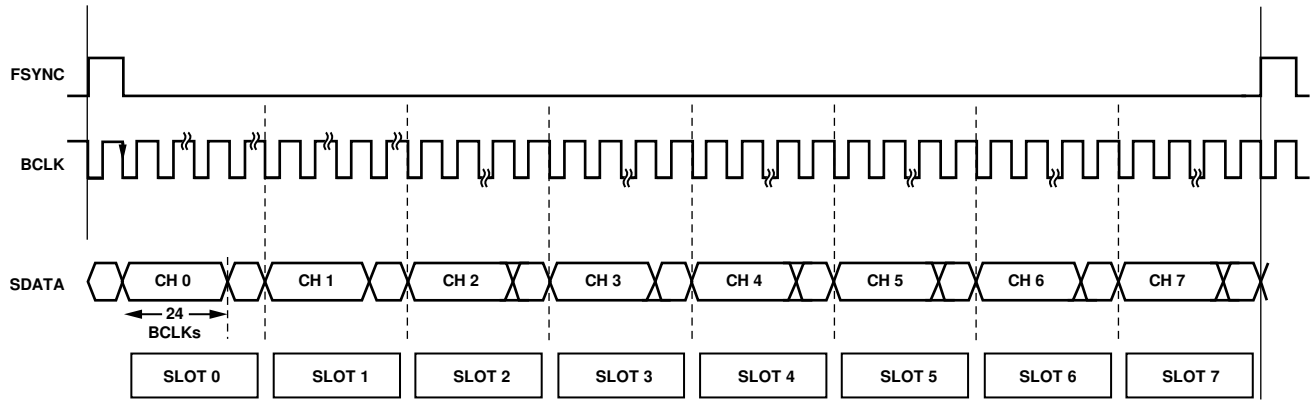 FSYNC
BCLK
SDATA
CH 0
CH 1
CH 2
CH 3
CH 4
CH 5
CH 6
CH 7
24
BCLKs
SLOT 0
SLOT 1
SLOT 2
SLOT 3
SLOT 4
SLOT 5
SLOT 6
SLOT 7